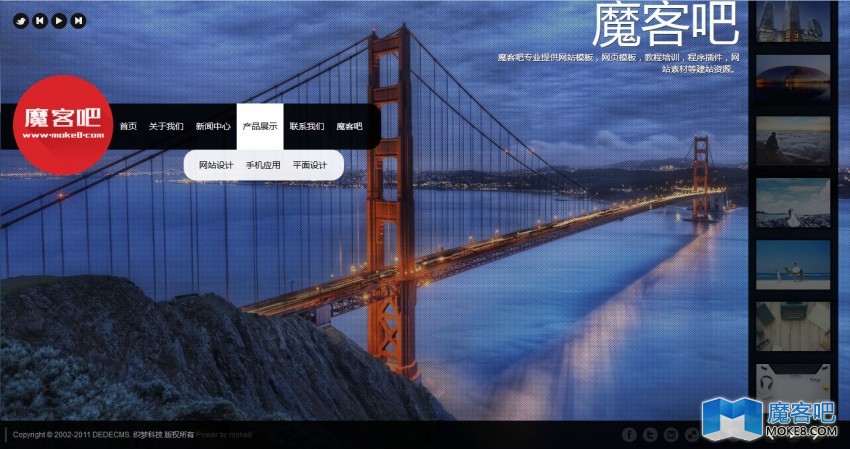 魔客吧
魔客吧专业提供网站模板，网页模板，教程培训，程序插件，网
站素材等建站资源。
魔客吧
www·moke8·com
首页 关于我们 新闻中心 产品展示 联系我们 魔客吧
网站设计 手机应用 平面设计
Copyright © 2002-2011 DEDECMS. 织梦科技 版权所有 Power by moke8
魔客吧
MOKE8.COM